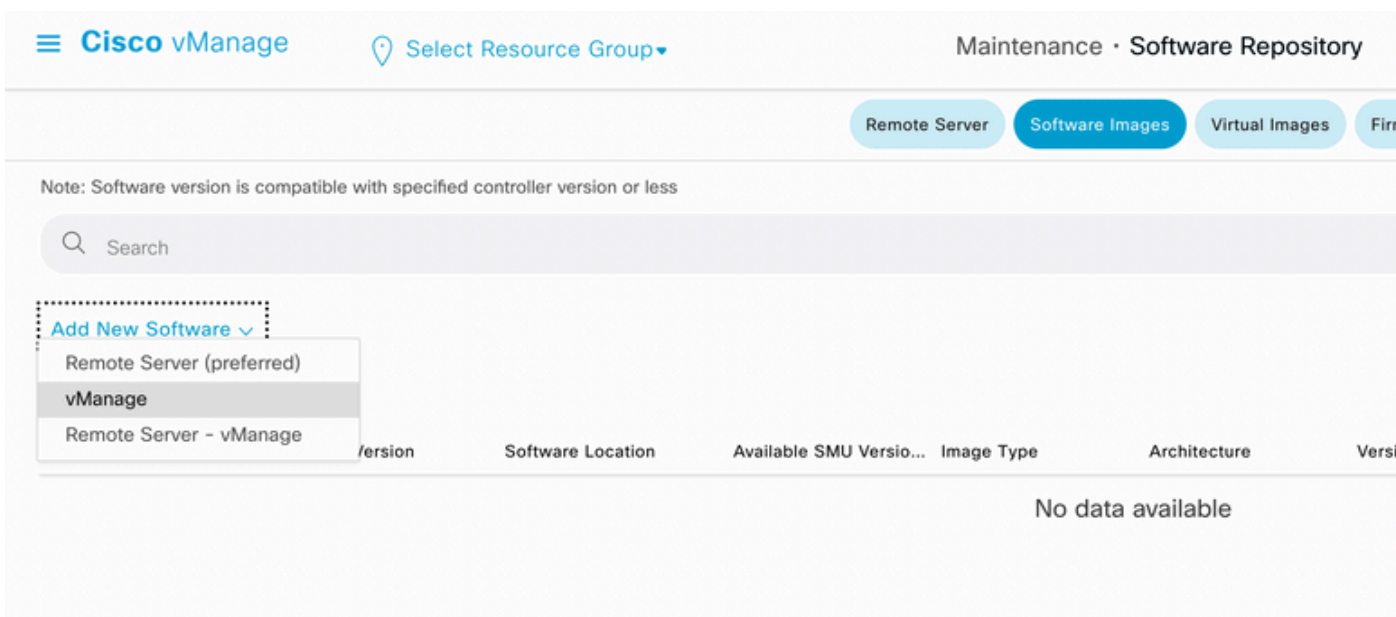 Cisco vManage
Select Resource Group
Maintenance · Software Repository
Remote Server
Software Images
Virtual Images
Note: Software version is compatible with specified controller version or less
Search
Add New Software
Remote Server (preferred)
vManage
Remote Server - vManage
Version
Software Location
Available SMU Versio...
Image Type
Architecture
No data available